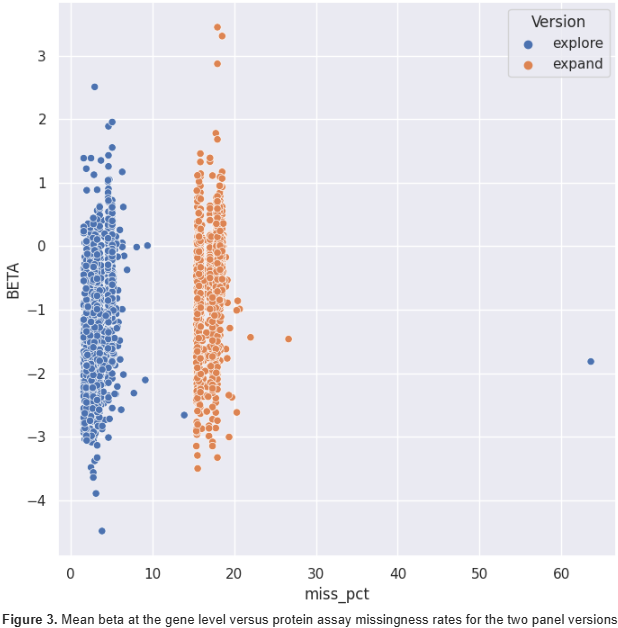 Version
explore
expand
3
2
1
0
−1
−2
−3
−4
BETA
0 10 20 30 40 50 60
miss_pct
Figure 3. Mean beta at the gene level versus protein assay missingness rates for the two panel versions